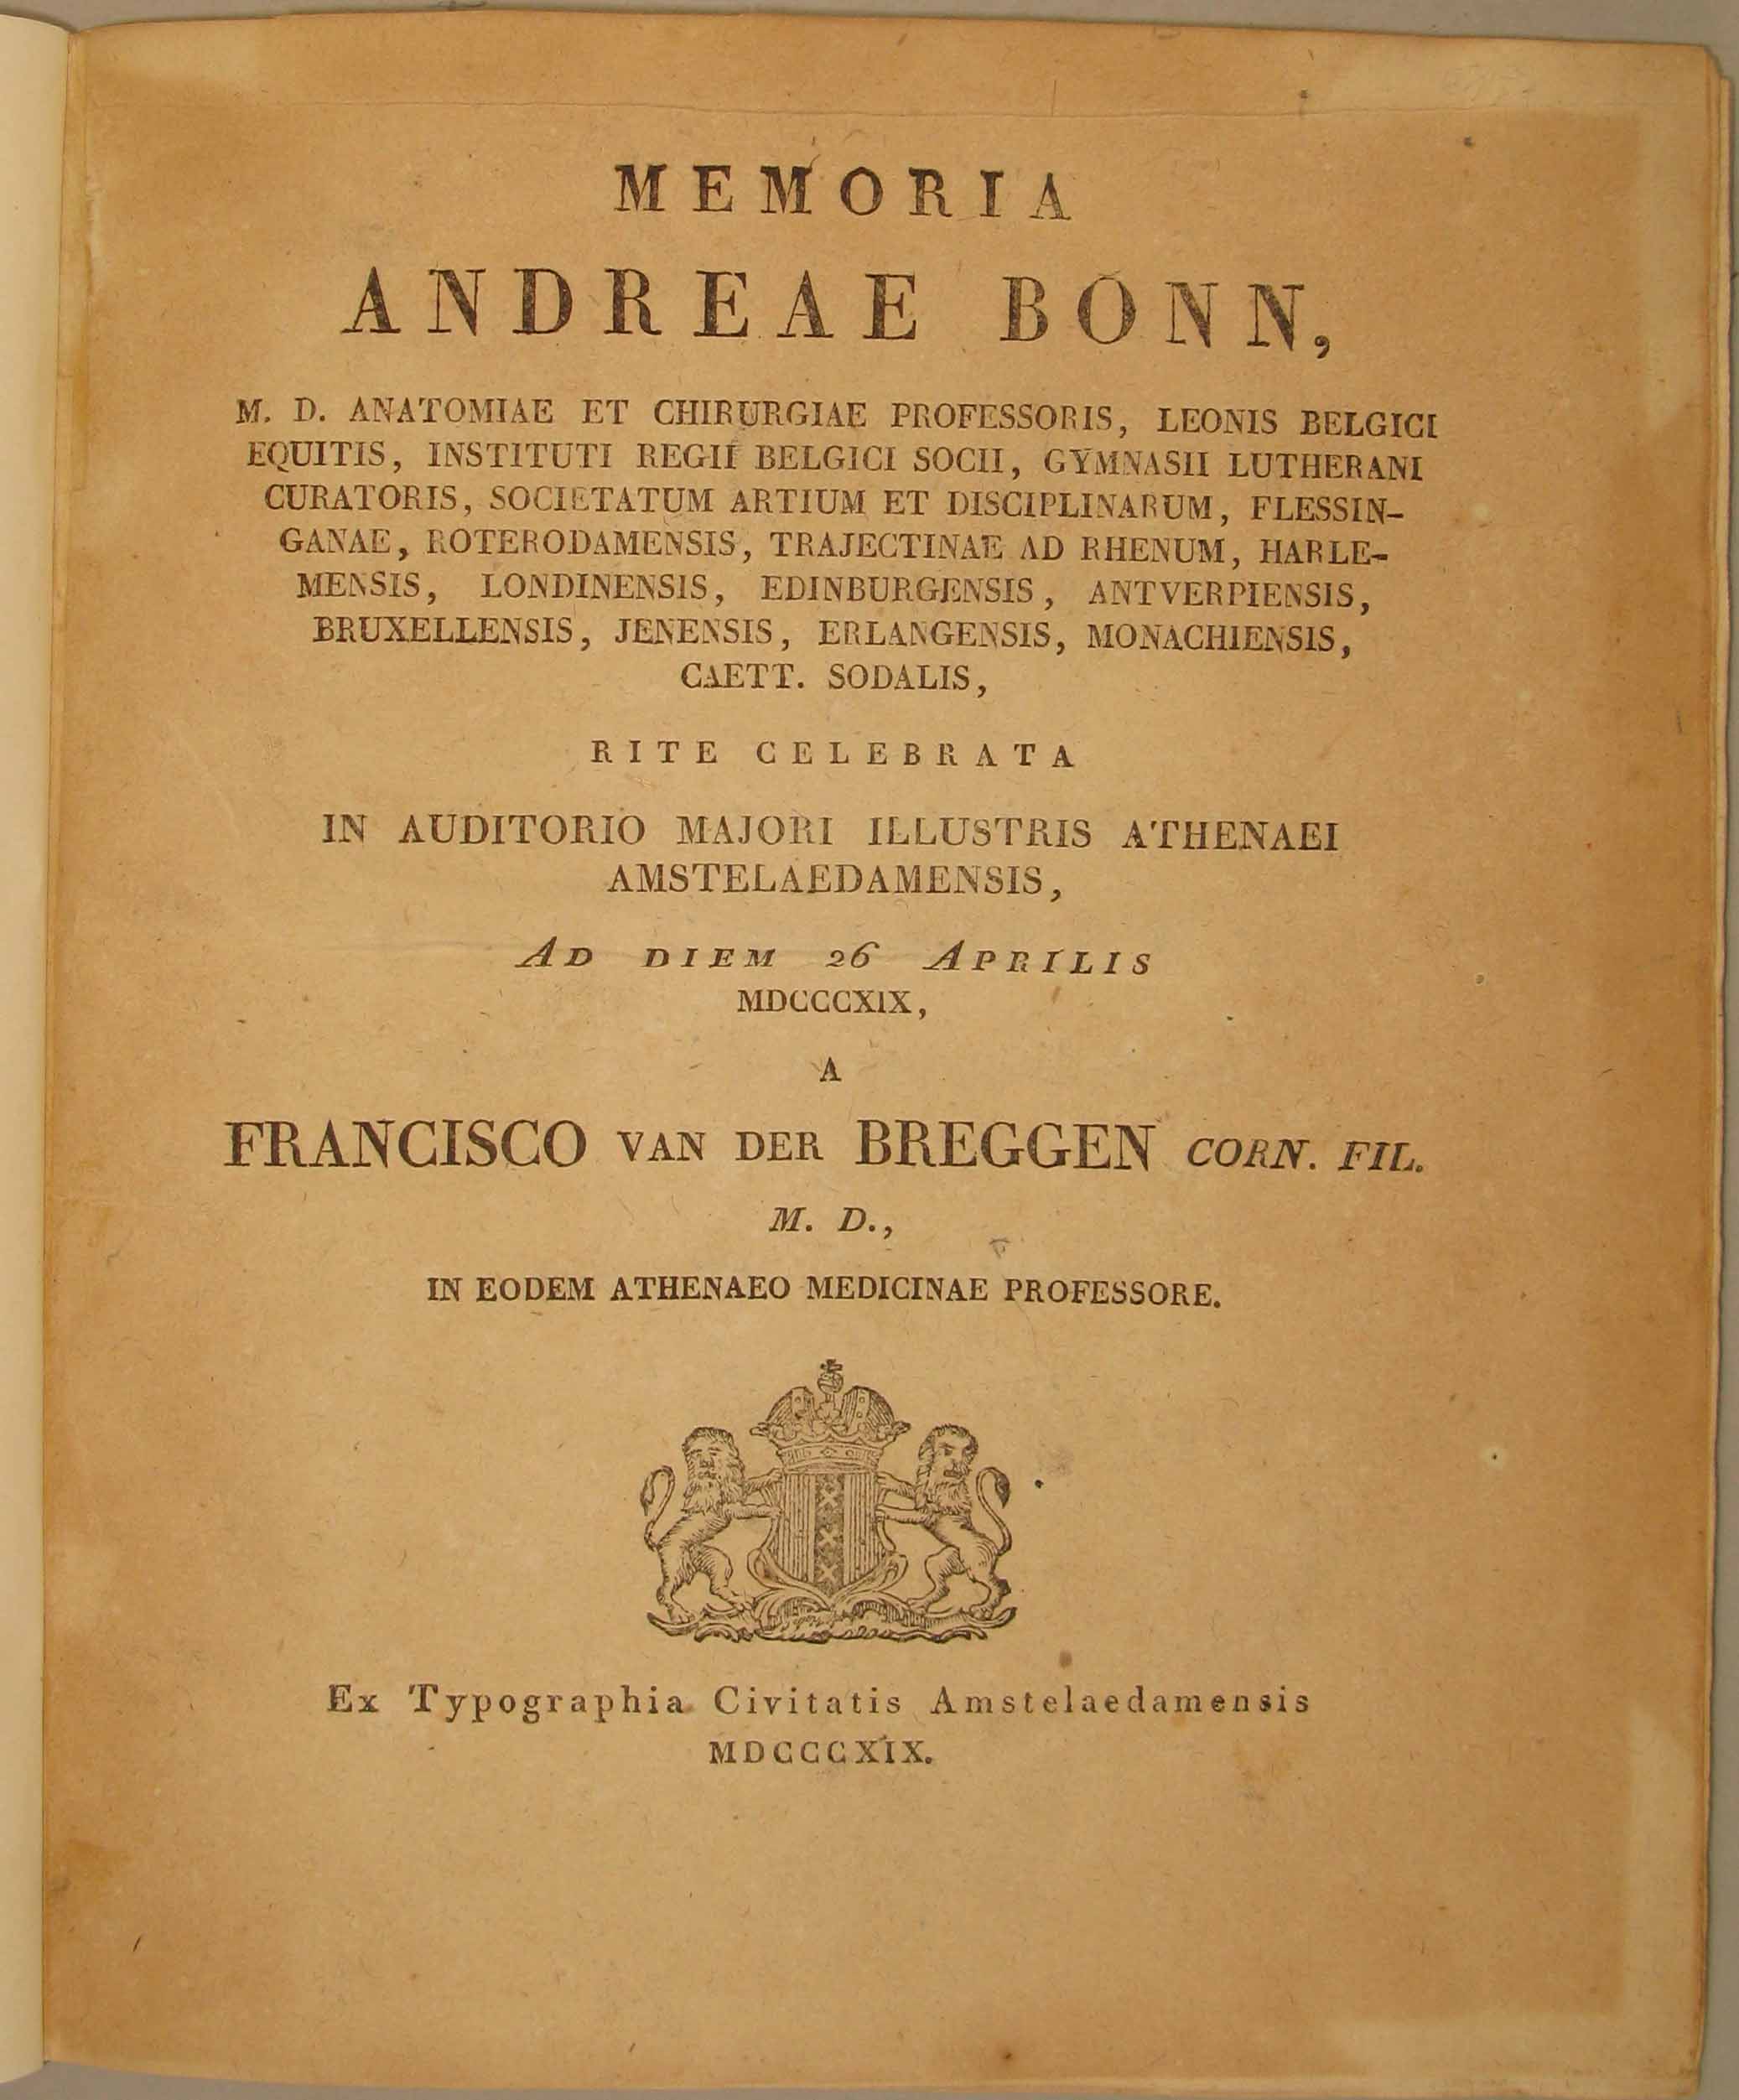 MEMORIA
ANDREAE BONN,
M. D. ANATOMIAE ET CHIRURGIAE PROFESSORIS, LEONIS BELGICI
EQUITIS, INSTITUTI REGII BELGICI SOCII, GYMNASII LUTHERANI
CURATORIS, SOCIETATUM ARTIUM ET DISCIPLINARUM, FLESSIN-
GANAE, ROTERODAMENSIS, TRAJECTINAE AD RHENUM, HARLE-
MENSIS, LONDINENSIS, EDINBURGENSIS, ANTVERPIENSIS,
BRUXELLENSIS, JENENSIS, ERLANGENSIS, MONACHIENSIS,
CAETT. SODALIS,
RITE CELEBRATA
IN AUDITORIO MAJORI ILLUSTRIS ATHENAEI
AMSTELAEDAMENSIS,
AD DIEM 26 APRILIS
MDCCCXIX,
A
FRANCISCO VAN DER BREGGEN CORN. FIL.
M. D.,
IN EODEM ATHENAEO MEDICINAE PROFESSORE.
Ex Typographia Civitatis Amstelaedamensis
MDCCCXIX.